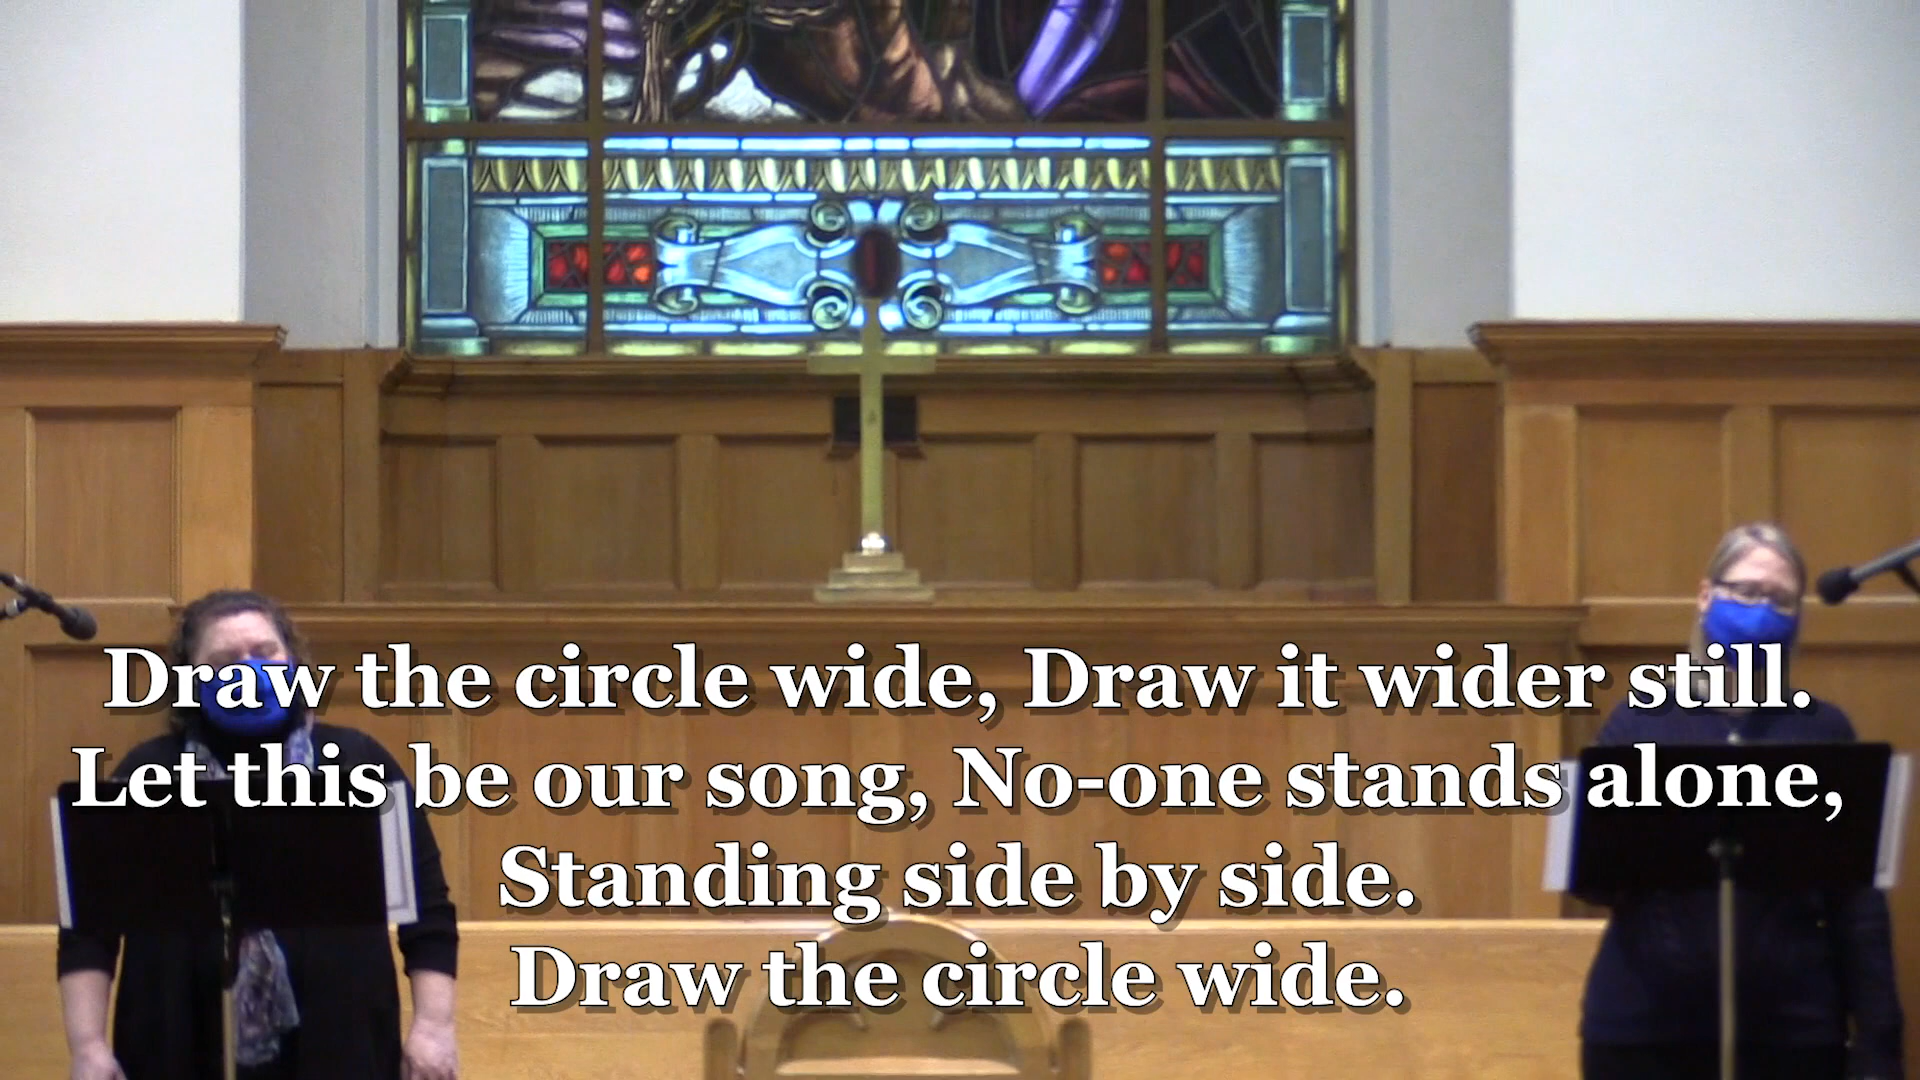 Draw the circle wide, Draw it wider still.
Let this be our song, No-one stands alone,
Standing side by side.
Draw the circle wide.